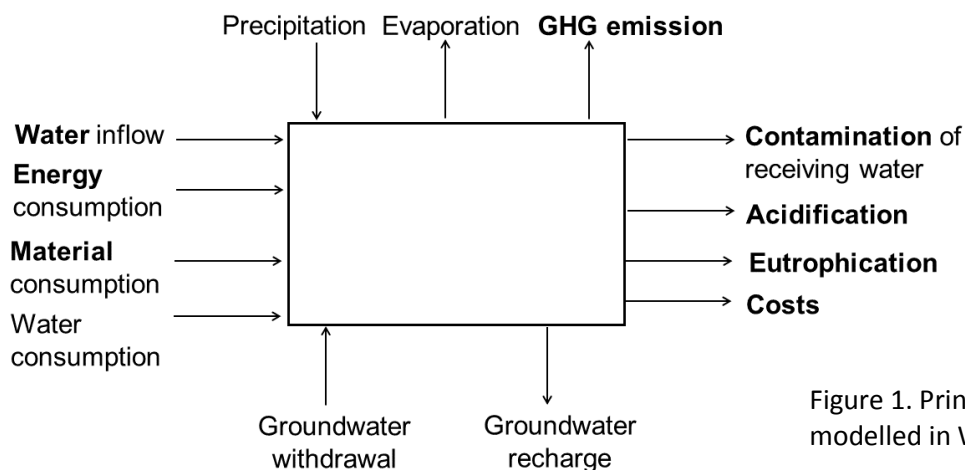 Precipitation Evaporation GHG emission
Water inflow
Energy
consumption
Material
consumption
Water
consumption
Contamination of
receiving water
Acidification
Eutrophication
Costs
Groundwater
withdrawal
Groundwater
recharge
Figure 1.
modelled in